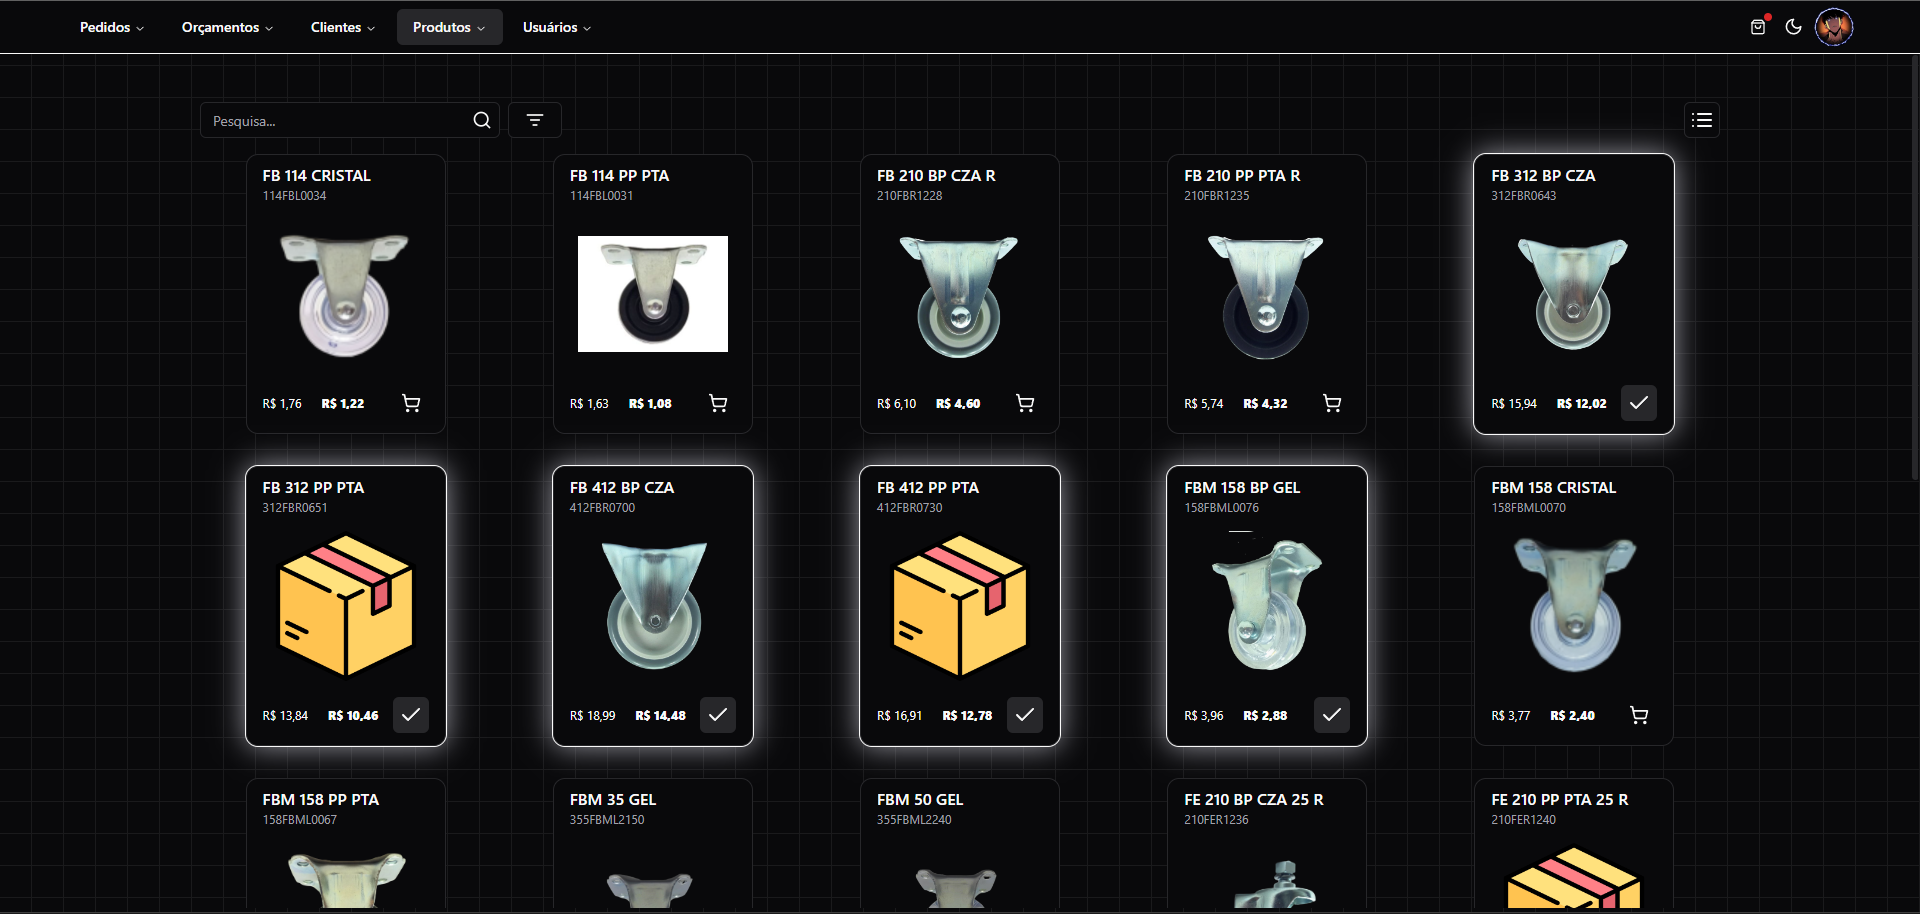 Pedidos
Orçamentos
Clientes
Produtos
Usuários
Pesquisa...
FB 114 CRISTAL
114FBL0034
R$ 1,76 R$ 1,22
FB 114 PP PTA
114FBL0031
R$ 1,63 R$ 1,08
FB 210 BP CZA R
210FBR1228
R$ 6,10 R$ 4,60
FB 210 PP PTA R
210FBR1235
R$ 5,74 R$ 4,32
FB 312 BP CZA
312FBR0643
R$ 15,94 R$ 12,02
FB 312 PP PTA
312FBR0651
R$ 13,84 R$ 10,46
FB 412 BP CZA
412FBR0700
R$ 18,99 R$ 14,48
FB 412 PP PTA
412FBR0730
R$ 16,91 R$ 12,78
FBM 158 BP GEL
158FBML0076
R$ 3,96 R$ 2,88
FBM 158 CRISTAL
158FBML0070
R$ 3,77 R$ 2,40
FBM 158 PP PTA
158FBML0067
FBM 35 GEL
355FBML2150
FBM 50 GEL
355FBML2240
FE 210 BP CZA 25 R
210FER1236
FE 210 PP PTA 25 R
210FER1240